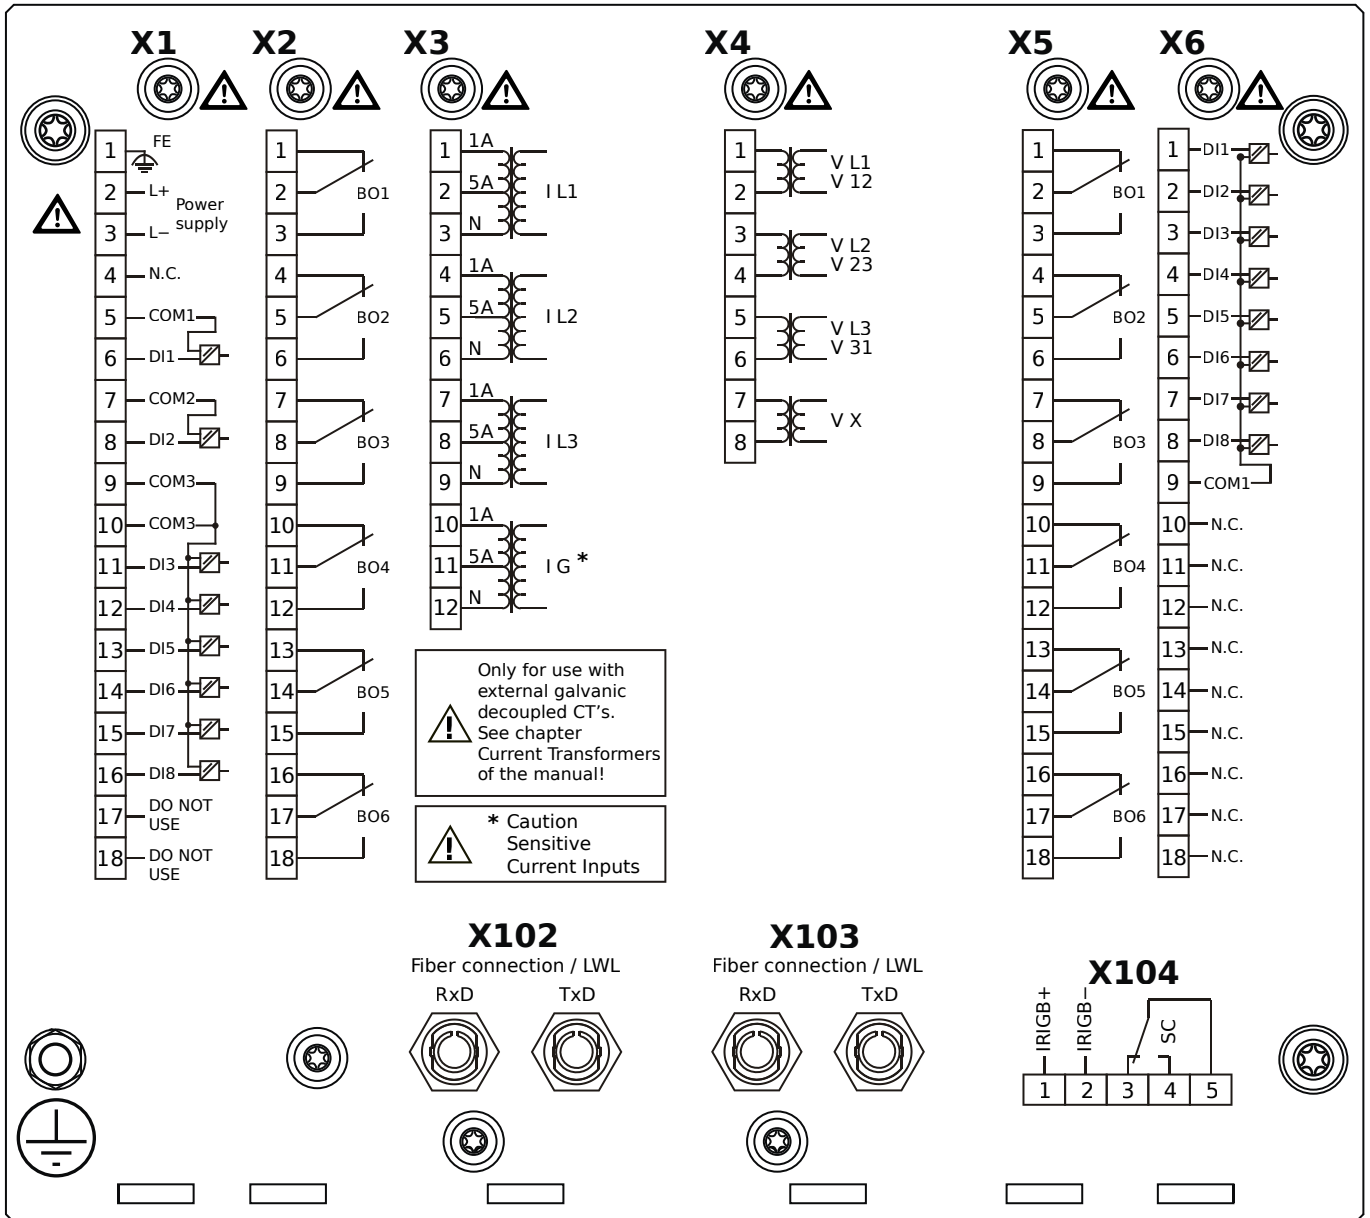 X1 X2 X3 X4 X5 X6
1 FE
2 L+
Power
supply
3 L−
4 N.C.
5 COM1
6 DI1
7 COM2
8 DI2
9 COM3
10 COM3
11 DI3
12 DI4
13 DI5
14 DI6
15 DI7
16 DI8
17 DO NOT
USE
18 DO NOT
USE
1
2 BO1
3
4
5 BO2
6
7
8 BO3
9
10
11 BO4
12
13
14 BO5
15
16
17 BO6
18
1 1A
2 5A I L1
3 N
4 1A
5 5A I L2
6 N
7 1A
8 5A I L3
9 N
10 1A
11 5A I G *
12 N
Only for use with
external galvanic
decoupled CT's.
See chapter
Current Transformers
of the manual!
* Caution
Sensitive
Current Inputs
1 V L1
2 V 12
3 V L2
4 V 23
5 V L3
6 V 31
7 V X
8
1
2 BO1
3
4
5 BO2
6
7
8 BO3
9
10
11 BO4
12
13
14 BO5
15
16
17 BO6
18
1 DI1
2 DI2
3 DI3
4 DI4
5 DI5
6 DI6
7 DI7
8 DI8
9 COM1
10 N.C.
11 N.C.
12 N.C.
13 N.C.
14 N.C.
15 N.C.
16 N.C.
17 N.C.
18 N.C.
X102
Fiber connection / LWL
RxD TxD
X103
Fiber connection / LWL
RxD TxD
X104
IRIGB+
IRIGB−
SC
1 2 3 4 5